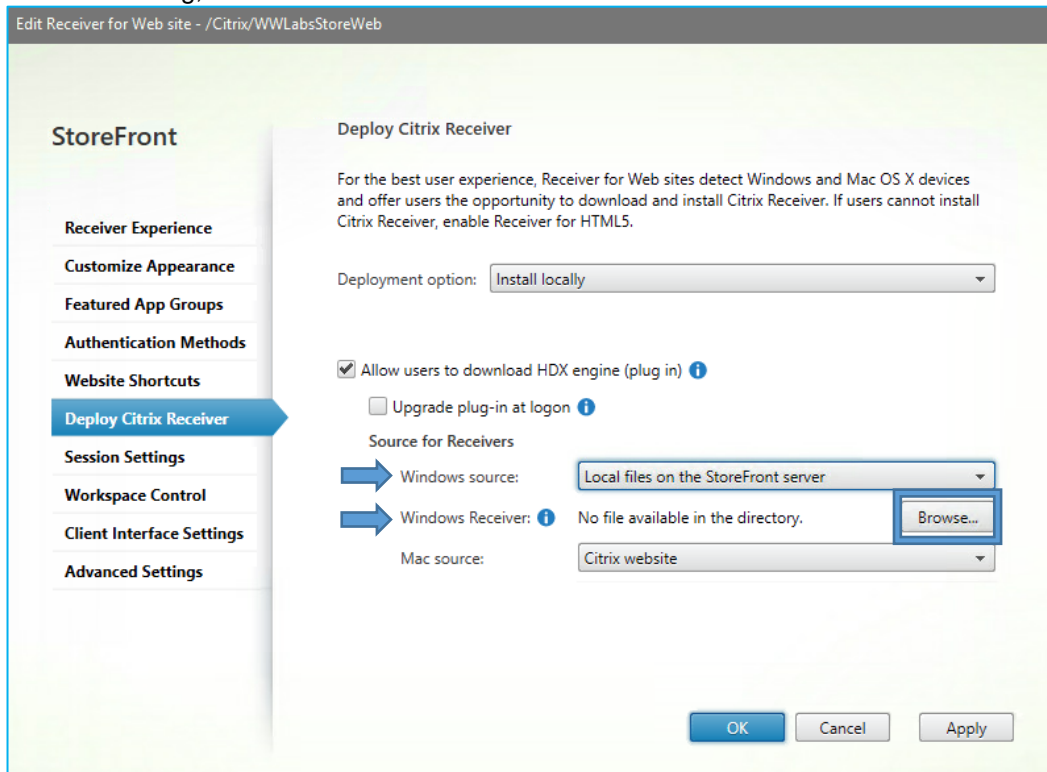 Edit Receiver for Web site - /Citrix/WWLabsStoreWeb
StoreFront
Receiver Experience
Customize Appearance
Featured App Groups
Authentication Methods
Website Shortcuts
Deploy Citrix Receiver
Session Settings
Workspace Control
Client Interface Settings
Advanced Settings
Deploy Citrix Receiver
For the best user experience, Receiver for Web sites detect Windows and Mac OS X devices
and offer users the opportunity to download and install Citrix Receiver. If users cannot install
Citrix Receiver, enable Receiver for HTML5.
Deployment option: Install locally
Allow users to download HDX engine (plug in)
Upgrade plug-in at logon
Source for Receivers
Windows source: Local files on the StoreFront server
Windows Receiver: No file available in the directory. Browse...
Mac source: Citrix website
OK Cancel Apply